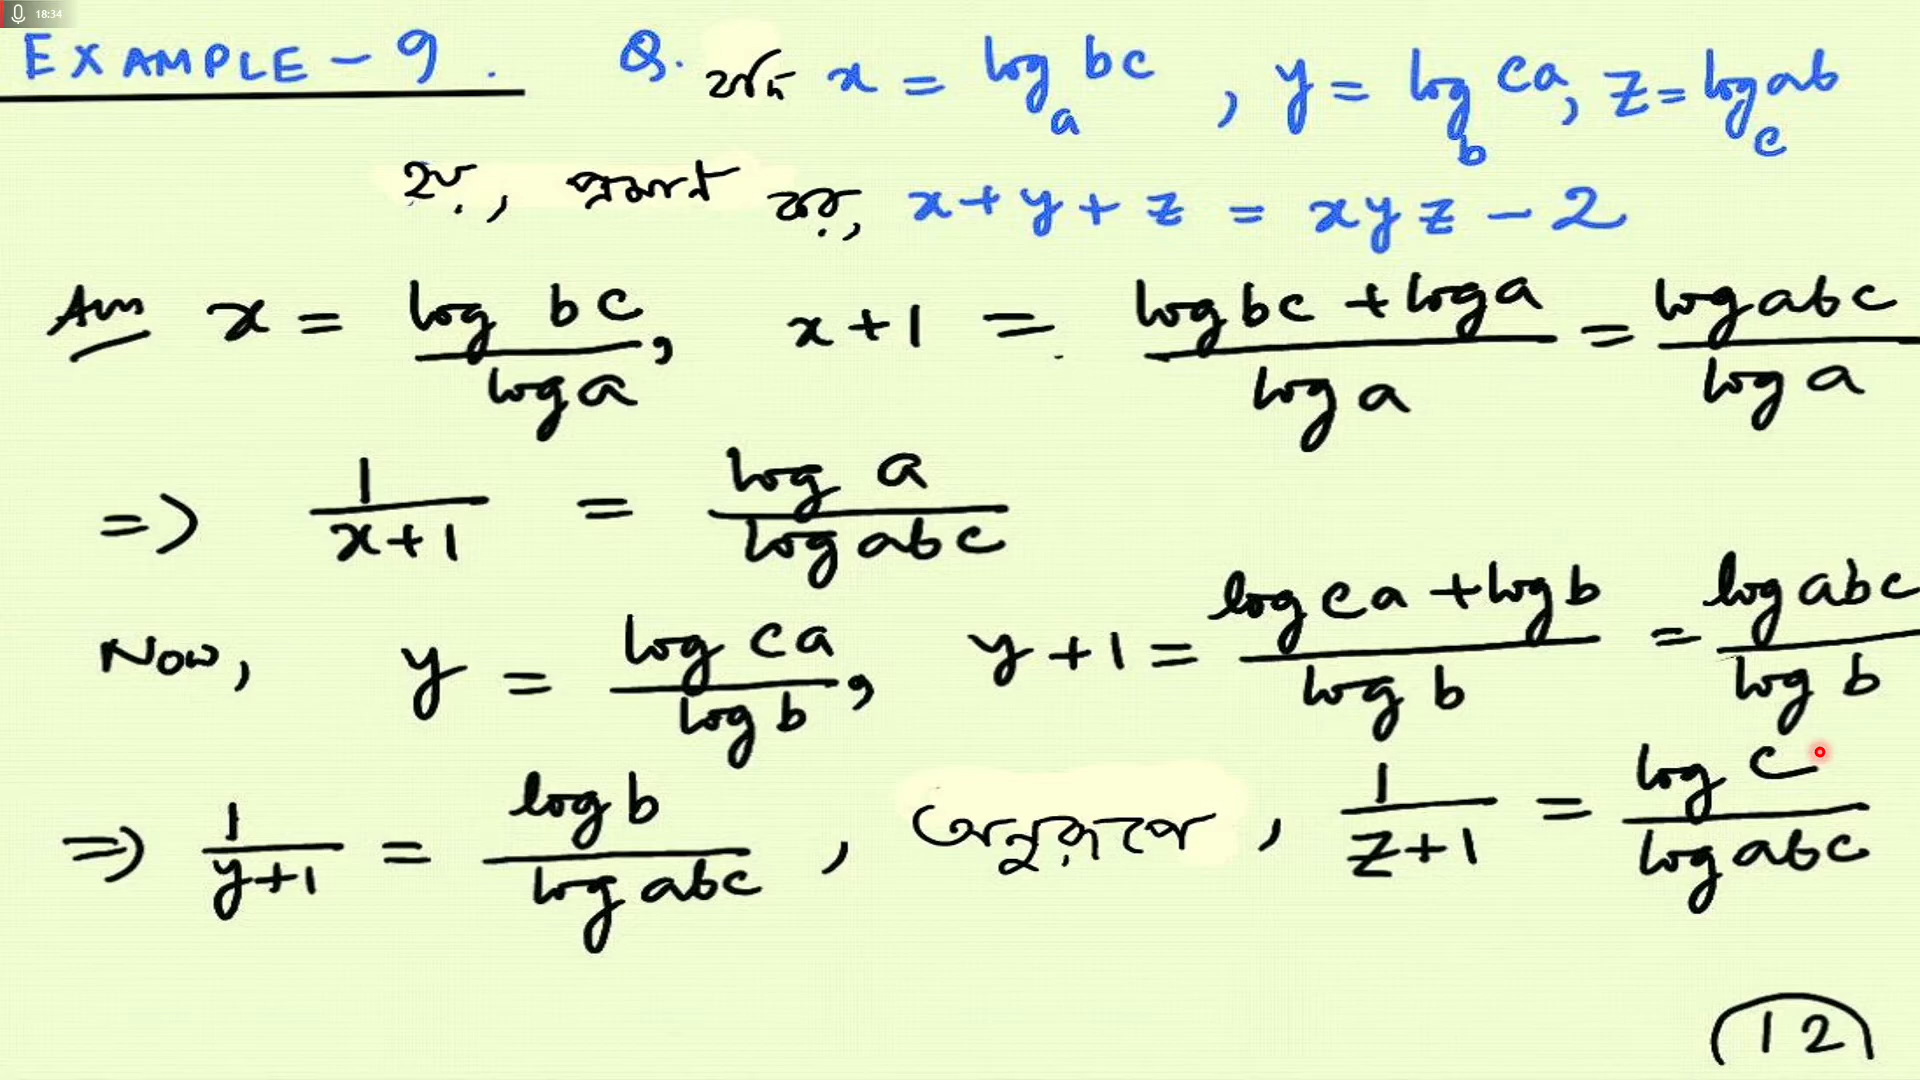 18:34
EXAMPLE - 9. Q. যদি x = log_a bc, y = log_b ca, z = log_c ab
হয়, প্রমাণ কর, x + y + z = xyz - 2
Ans x = log bc / log a, x + 1 = (log bc + log a) / log a = log abc / log a
=> 1 / (x+1) = log a / log abc
Now, y = log ca / log b, y + 1 = (log ca + log b) / log b = log abc / log b
=> 1 / (y+1) = log b / log abc, অনুরূপে, 1 / (z+1) = log c / log abc
12